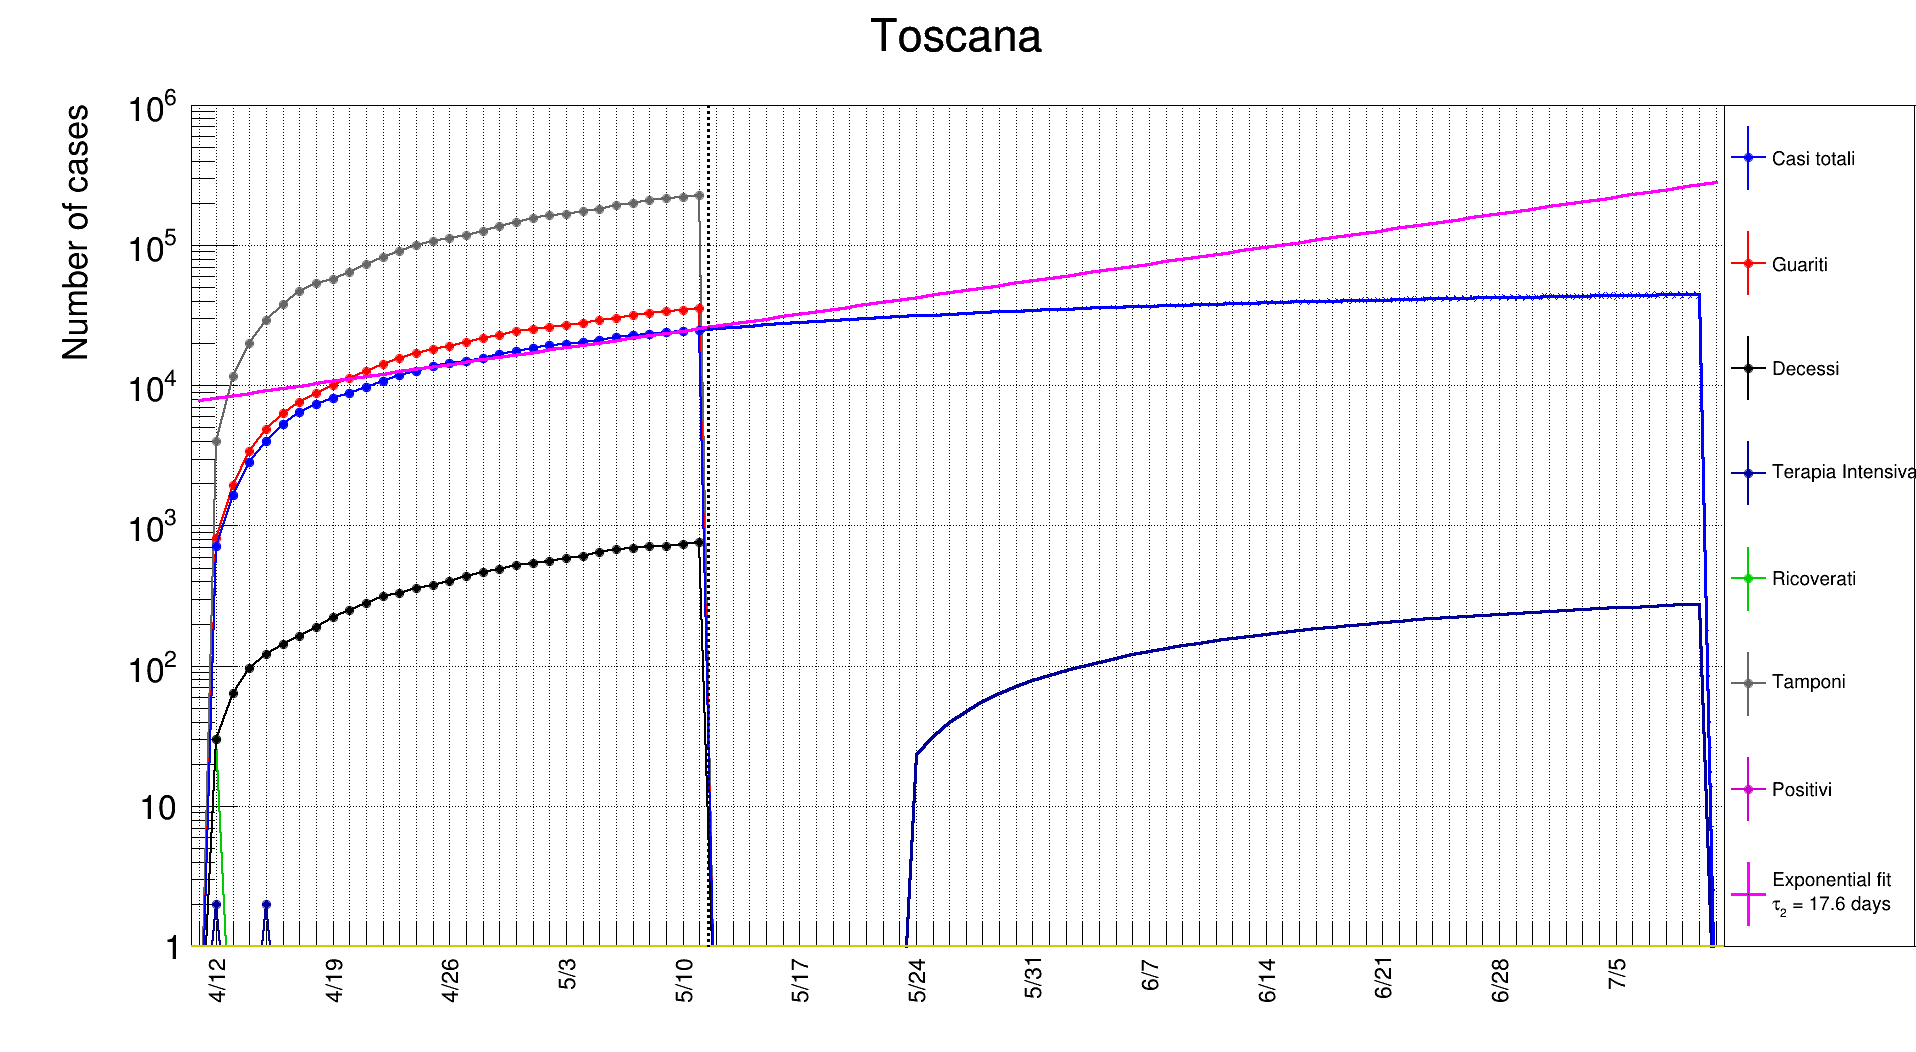 Toscana
Number of cases
10^6
10^5
10^4
10^3
10^2
10
1
4/12
4/19
4/26
5/3
5/10
5/17
5/24
5/31
6/7
6/14
6/21
6/28
7/5
Casi totali
Guariti
Decessi
Terapia Intensiva
Ricoverati
Tamponi
Positivi
Exponential fit
τ₂ = 17.6 days